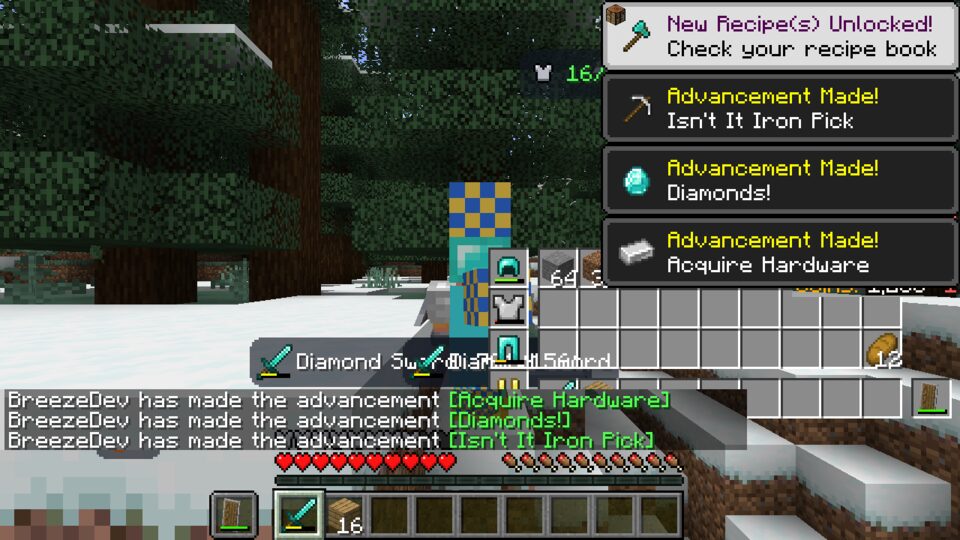 New Recipe(s) Unlocked!
Check your recipe book
16/
Advancement Made!
Isn't It Iron Pick
Advancement Made!
Diamonds!
Advancement Made!
Acquire Hardware
64
12
Diamond Sword
BreezeDev has made the advancement [Acquire Hardware]
BreezeDev has made the advancement [Diamonds!]
BreezeDev has made the advancement [Isn't It Iron Pick]
16